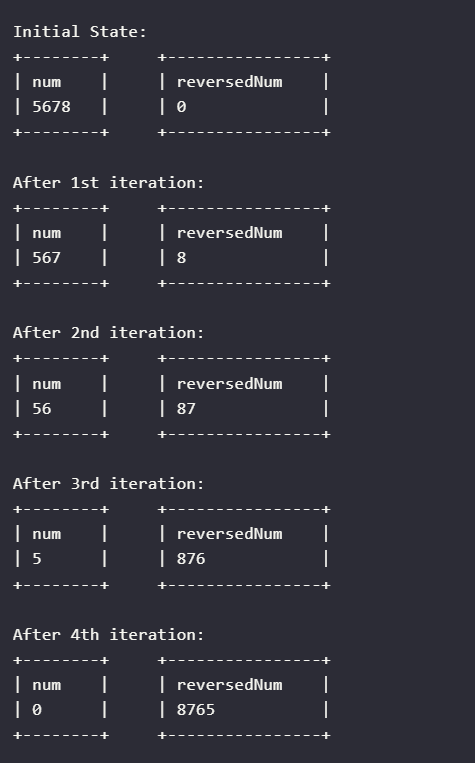 Initial State:
+--------+     +----------------+
| num    |     | reversedNum    |
| 5678   |     | 0              |
+--------+     +----------------+

After 1st iteration:
+--------+     +----------------+
| num    |     | reversedNum    |
| 567    |     | 8              |
+--------+     +----------------+

After 2nd iteration:
+--------+     +----------------+
| num    |     | reversedNum    |
| 56     |     | 87             |
+--------+     +----------------+

After 3rd iteration:
+--------+     +----------------+
| num    |     | reversedNum    |
| 5      |     | 876            |
+--------+     +----------------+

After 4th iteration:
+--------+     +----------------+
| num    |     | reversedNum    |
| 0      |     | 8765           |
+--------+     +----------------+